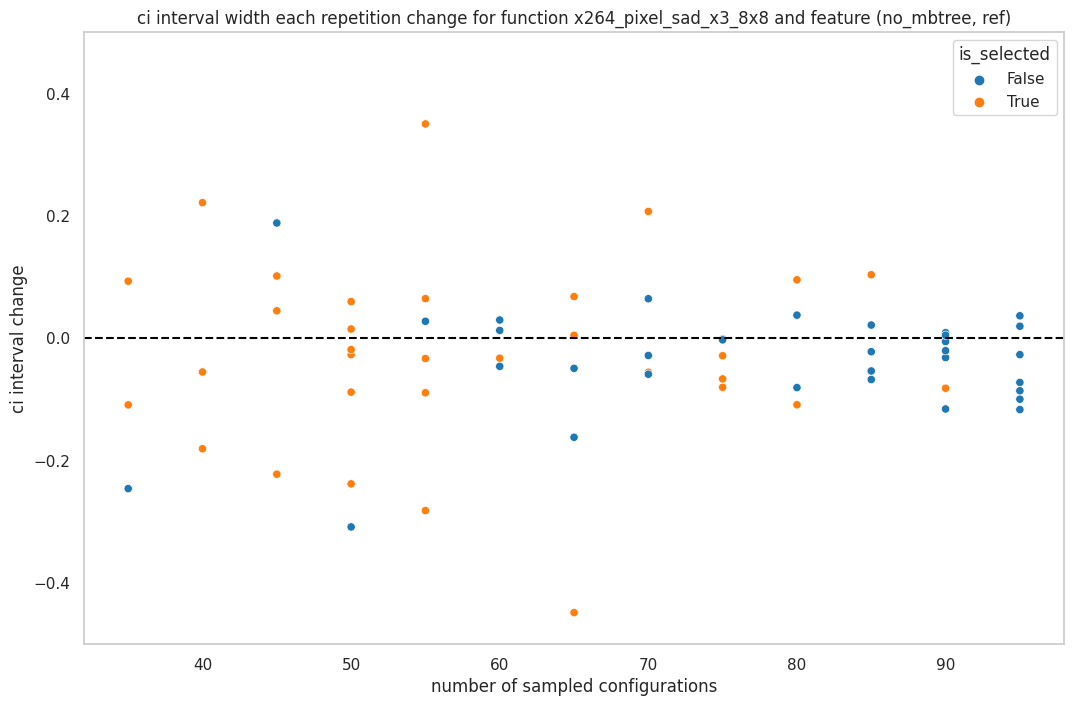 ci interval width each repetition change for function x264_pixel_sad_x3_8x8 and feature (no_mbtree, ref)
is_selected
False
True
ci interval change
0.4
0.2
0.0
−0.2
−0.4
40 50 60 70 80 90
number of sampled configurations